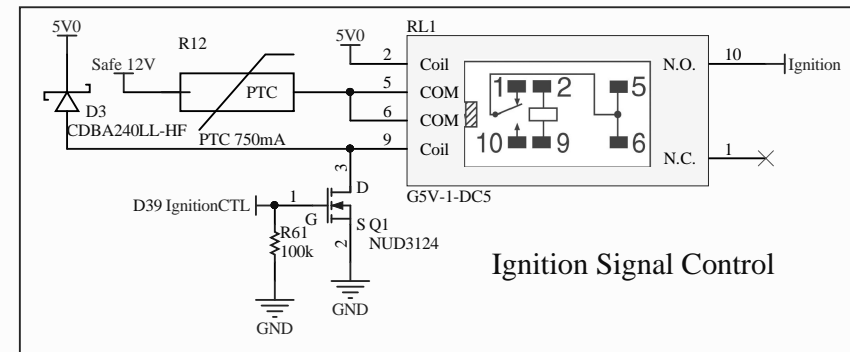 5V0
R12
5V0
RL1
Safe 12V
PTC
2
Coil
N.O.
10
Ignition
5
COM
1
2
5
D3
CDBA240LL-HF
PTC 750mA
6
COM
9
Coil
10
9
6
N.C.
1
3
D
G5V-1-DC5
D39 IgnitionCTL
1
G
S Q1
NUD3124
R61
100k
2
Ignition Signal Control
GND
GND